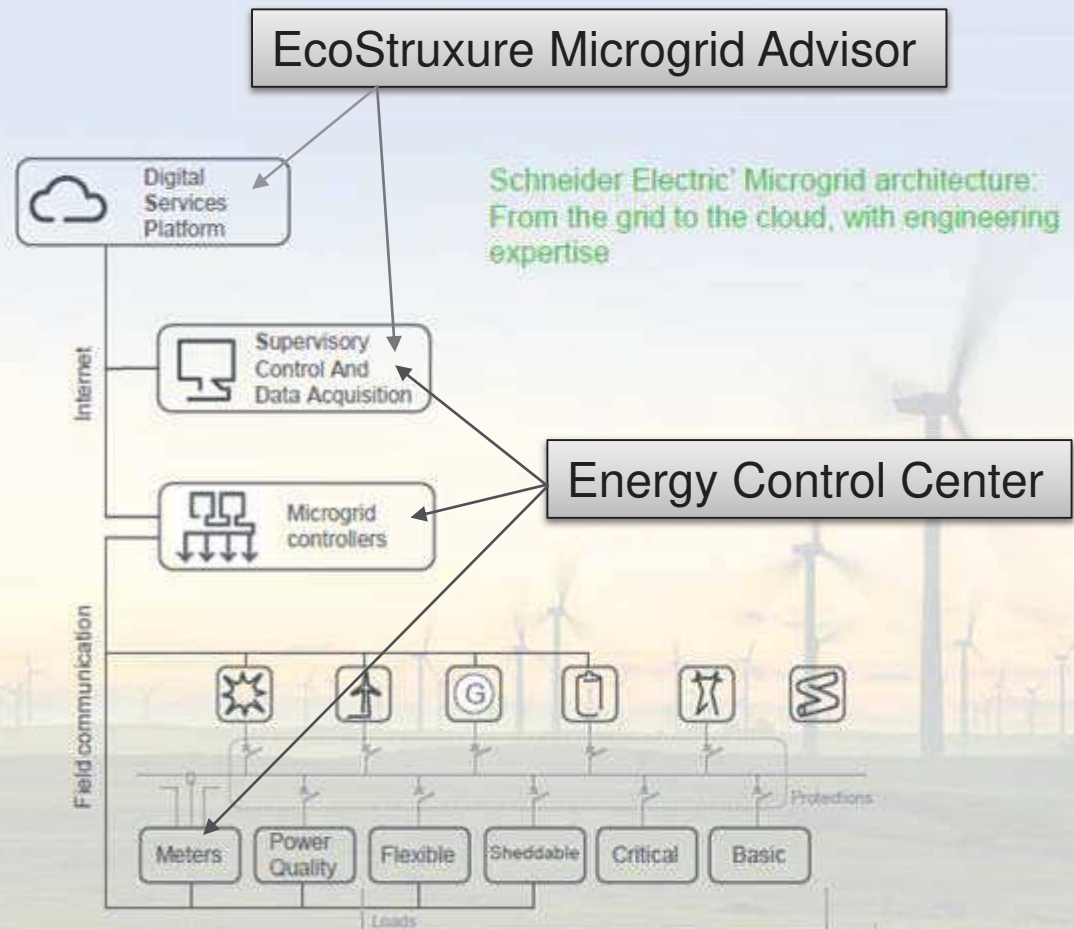 EcoStruxure Microgrid Advisor
Digital
Services
Platform
Schneider Electric' Microgrid architecture:
From the grid to the cloud, with engineering
expertise
Internet
Supervisory
Control And
Data Acquisition
Energy Control Center
Microgrid
controllers
Field communication
G
Protections
Meters
Power
Quality
Flexible
Sheddable
Critical
Basic
Loads